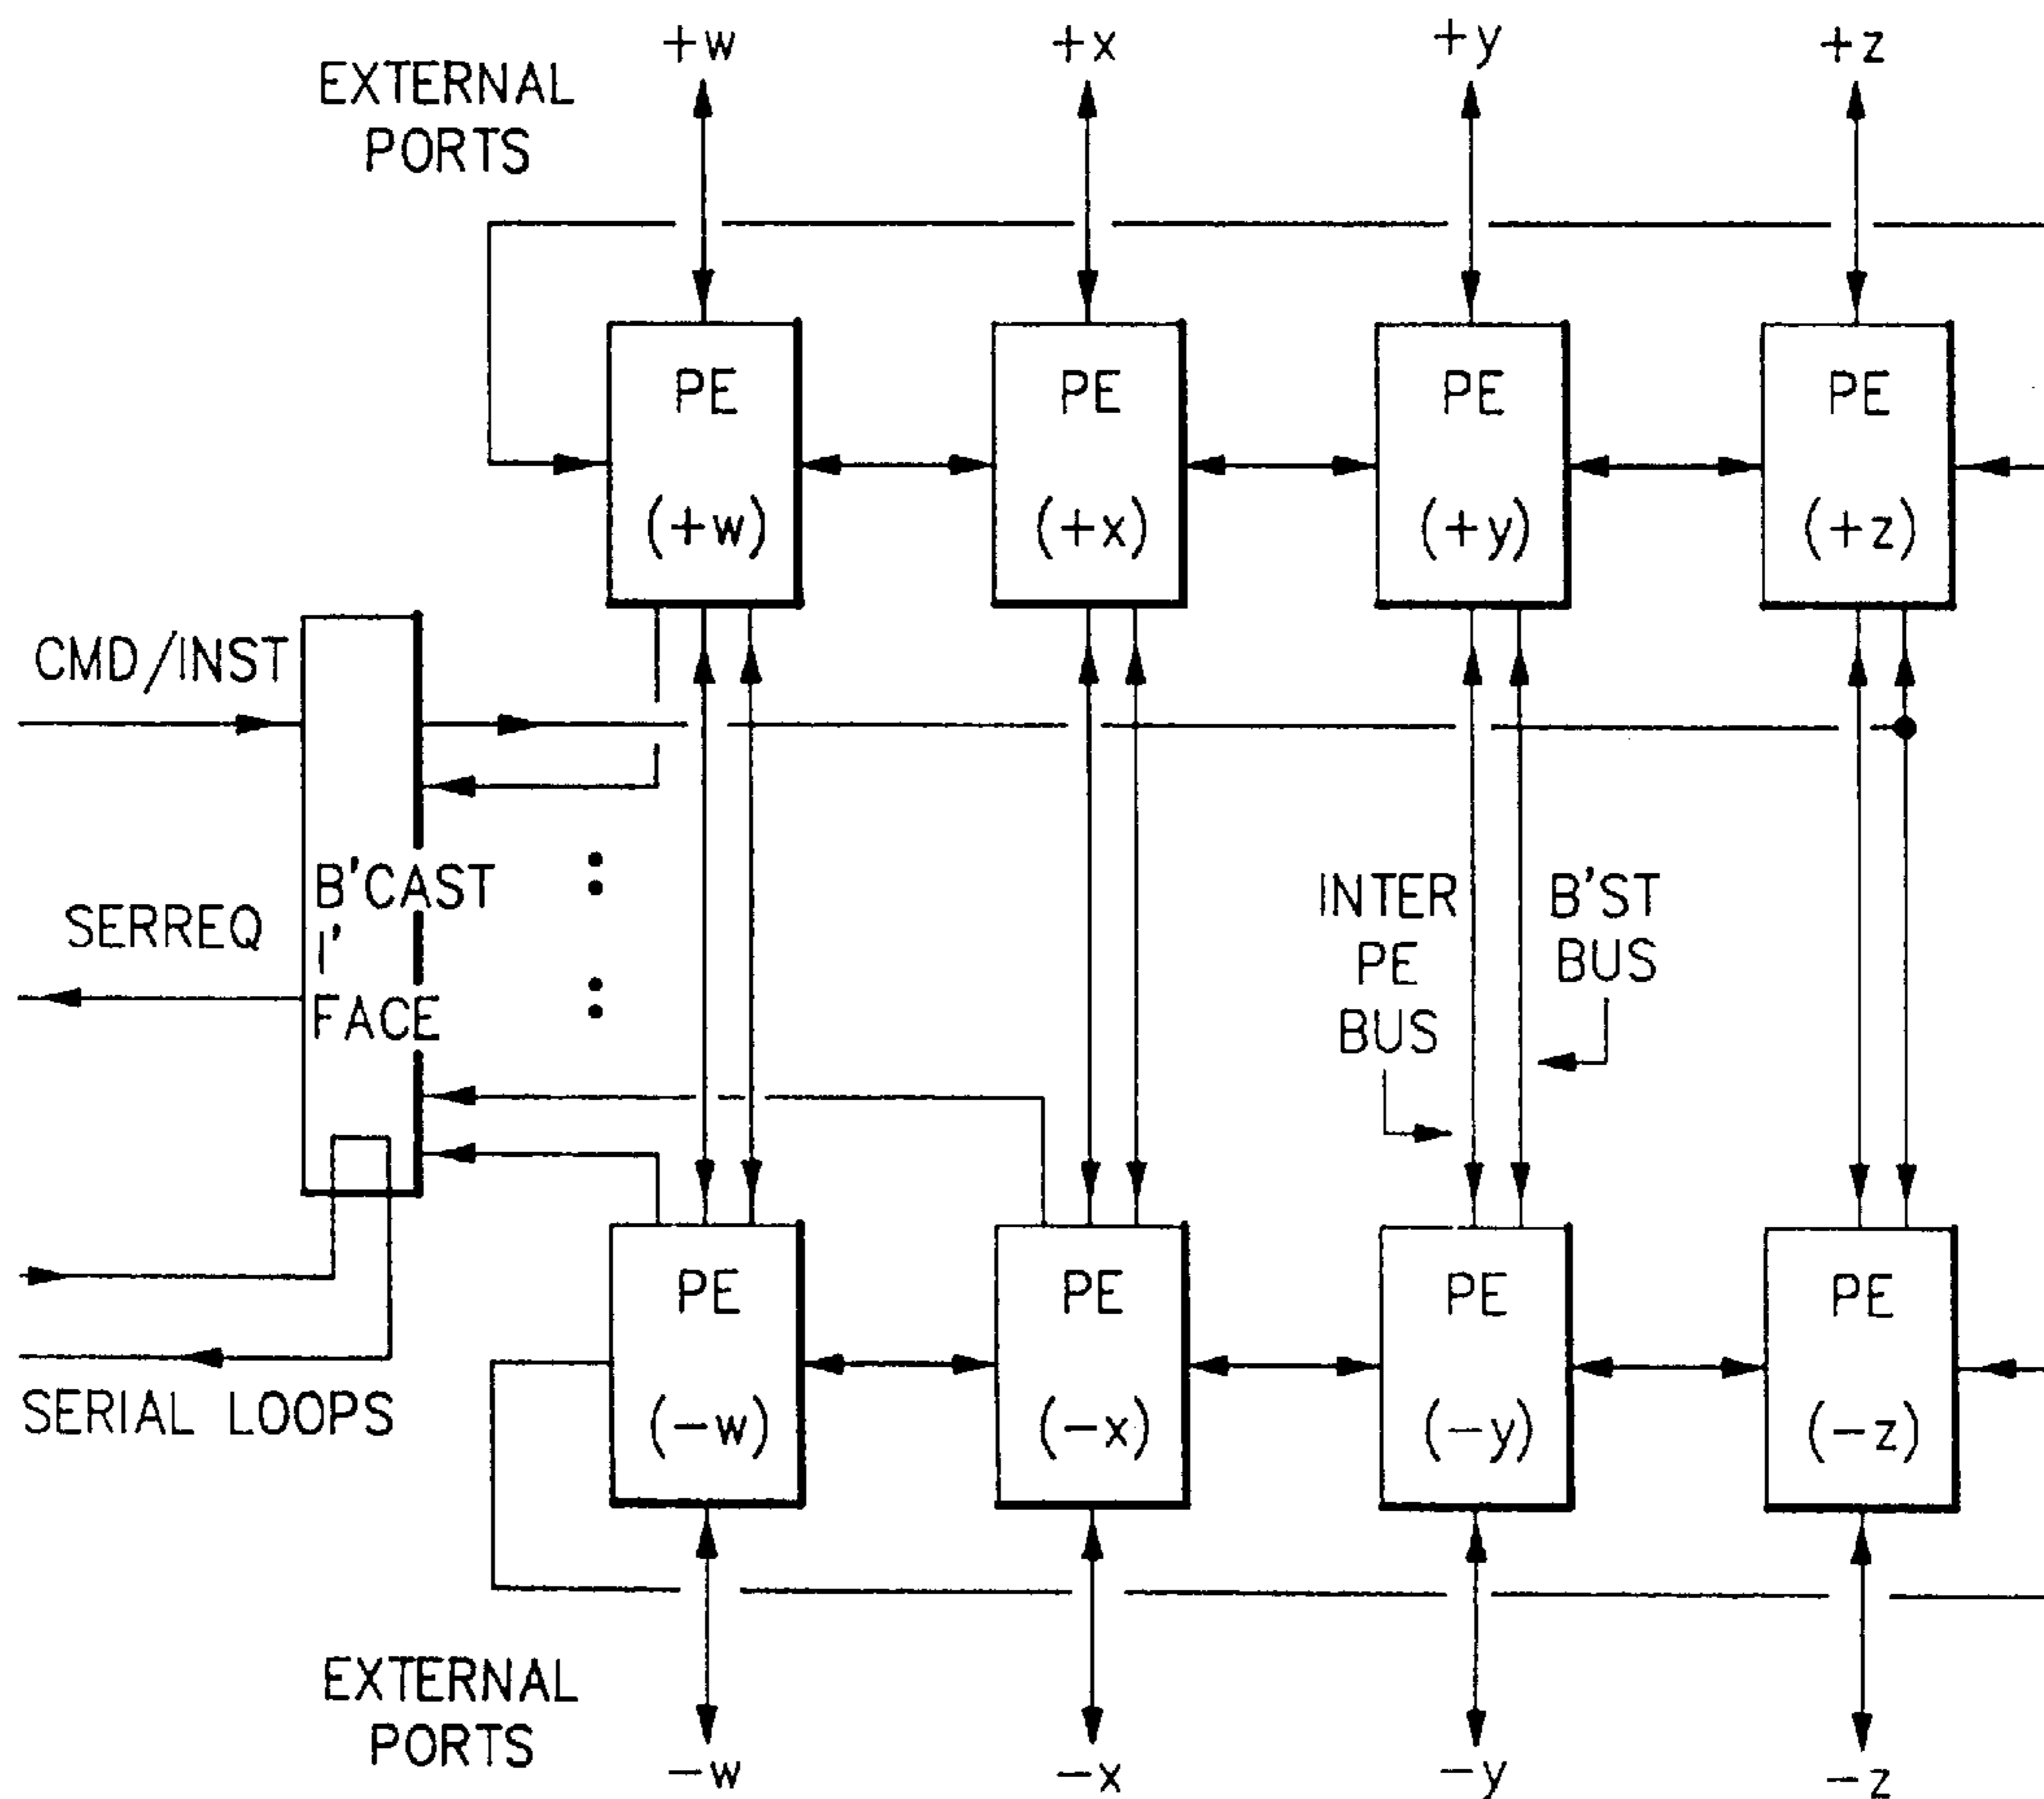 +w +x +y +z
EXTERNAL
PORTS
PE PE PE PE
(+w) (+x) (+y) (+z)
CMD/INST
B'CAST
I'
FACE
SERREQ
INTER
PE
BUS
B'ST
BUS
PE PE PE PE
(-w) (-x) (-y) (-z)
SERIAL LOOPS
EXTERNAL
PORTS
-w -x -y -z